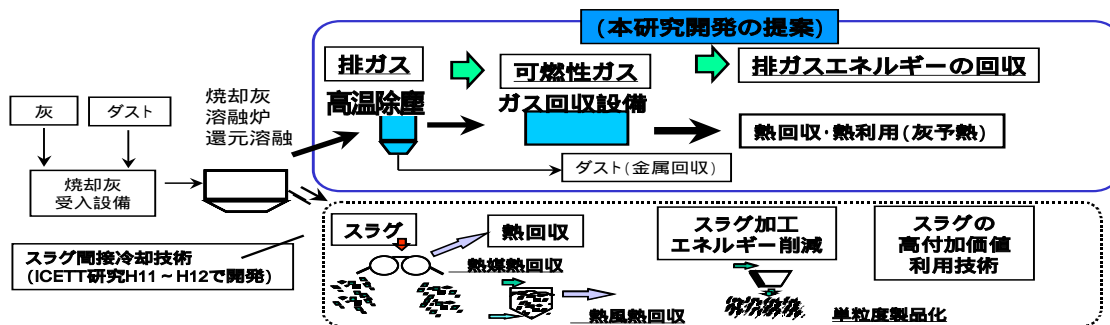 (本研究開発の提案)
排ガス
可燃性ガス
排ガスエネルギーの回収
高温除塵
ガス回収設備
熱回収・熱利用(灰予熱)
ダスト(金属回収)
灰
ダスト
焼却灰
溶融炉
還元溶融
焼却灰
受入設備
スラグ間接冷却技術
(ICETT研究H11~H12で開発)
スラグ
熱回収
熱媒熱回収
熱風熱回収
スラグ加工
エネルギー削減
単粒度製品化
スラグの
高付加価値
利用技術